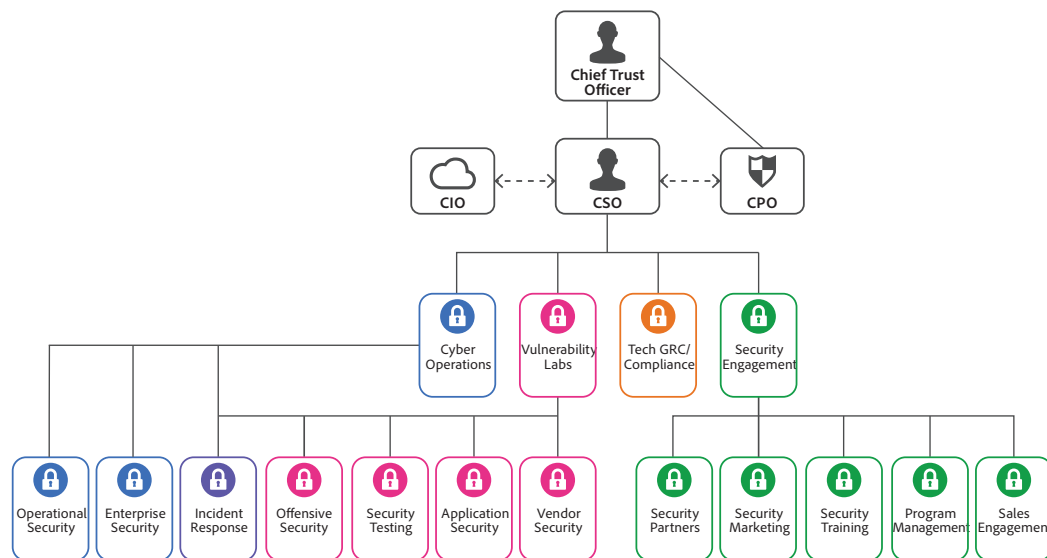 Chief Trust
Officer
CIO
CSO
CPO
Cyber
Operations
Vulnerability
Labs
Tech GRC/
Compliance
Security
Engagement
Operational
Security
Enterprise
Security
Incident
Response
Offensive
Security
Security
Testing
Application
Security
Vendor
Security
Security
Partners
Security
Marketing
Security
Training
Program
Management
Sales
Engagement